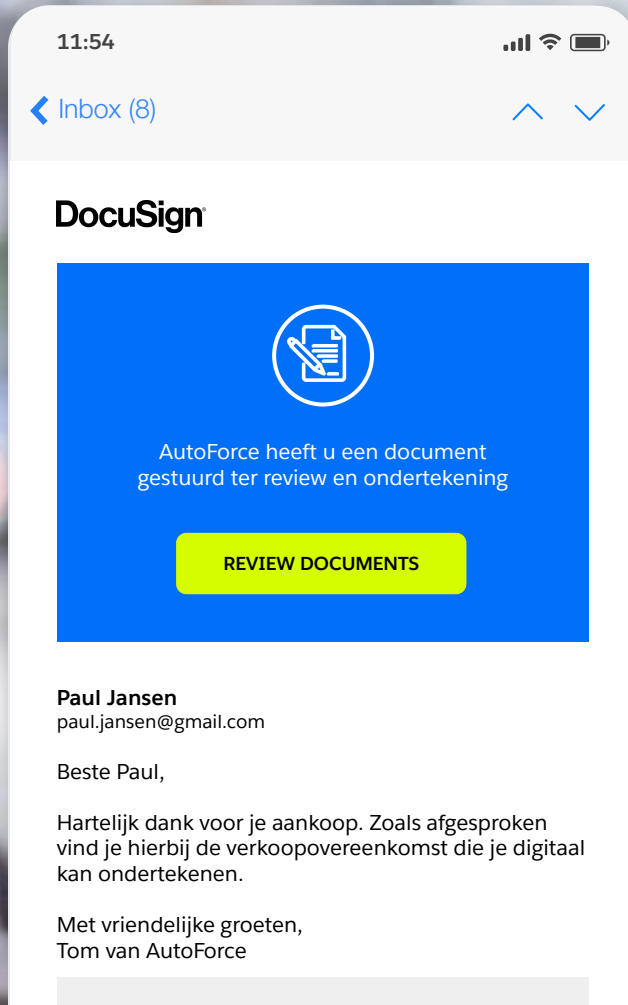 11:54
Inbox (8)
DocuSign
AutoForce heeft u een document
gestuurd ter review en ondertekening
REVIEW DOCUMENTS
Paul Jansen
paul.jansen@gmail.com
Beste Paul,
Hartelijk dank voor je aankoop. Zoals afgesproken
vind je hierbij de verkoopovereenkomst die je digitaal
kan ondertekenen.
Met vriendelijke groeten,
Tom van AutoForce